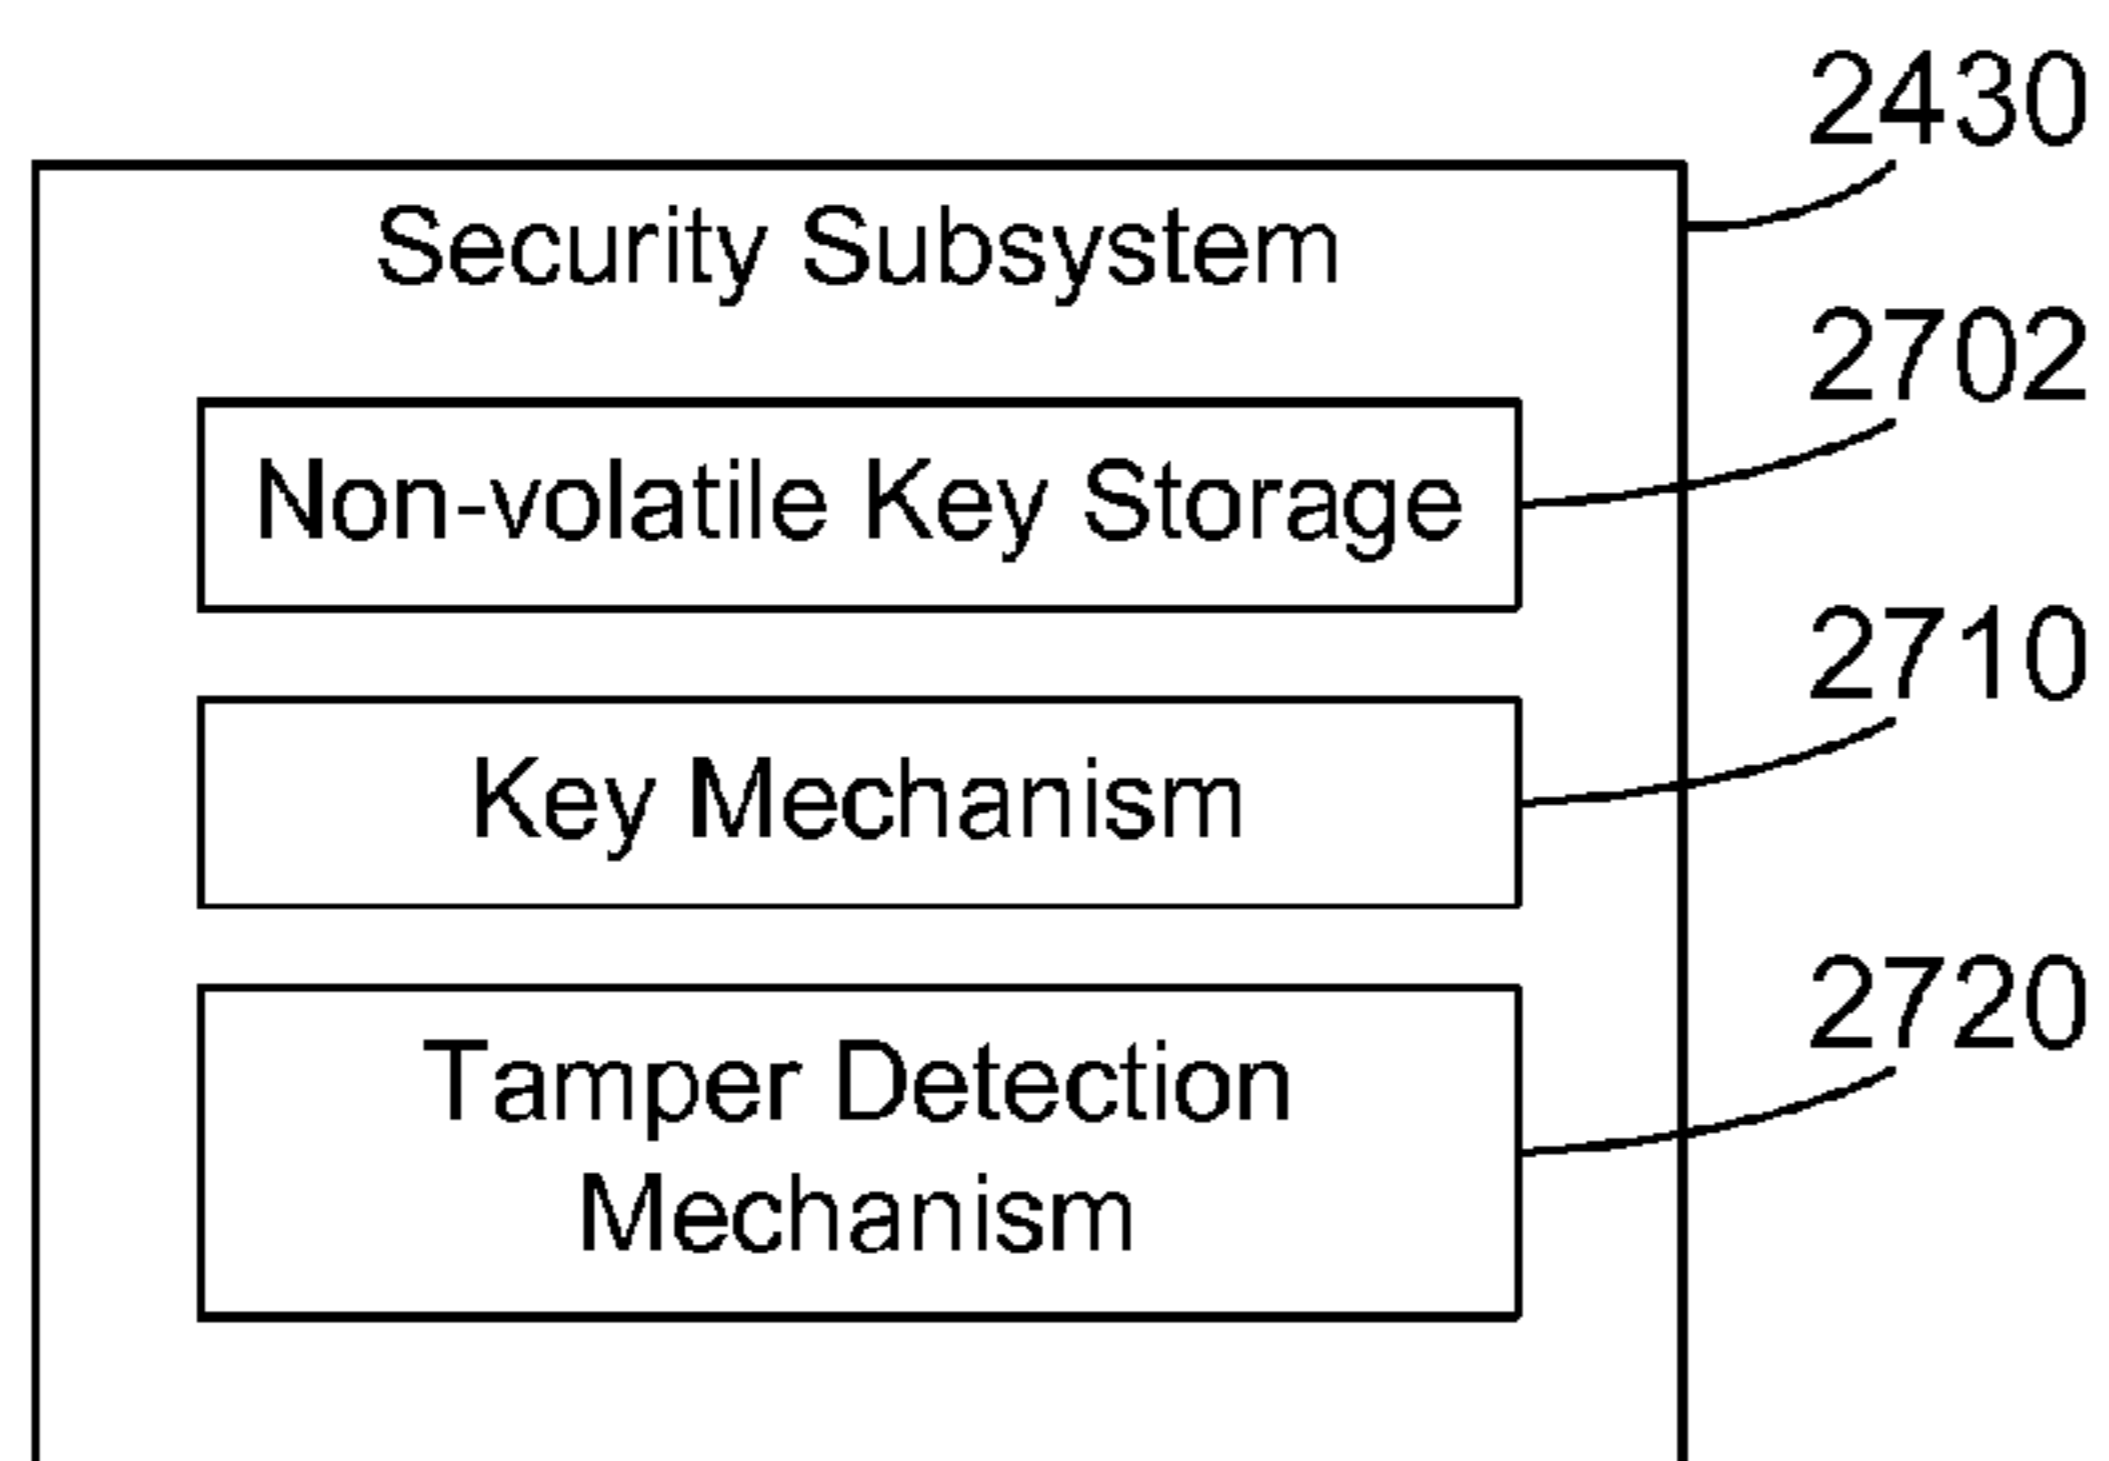 2430
Security Subsystem
2702
Non-volatile Key Storage
2710
Key Mechanism
2720
Tamper Detection
Mechanism